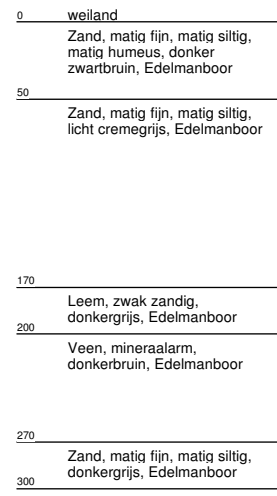 0 weiland
Zand, matig fijn, matig siltig,
matig humeus, donker
zwartbruin, Edelmanboor
50
Zand, matig fijn, matig siltig,
licht cremegrijs, Edelmanboor
170
Leem, zwak zandig,
donkergrijs, Edelmanboor
200
Veen, mineraalarm,
donkerbruin, Edelmanboor
270
Zand, matig fijn, matig siltig,
donkergrijs, Edelmanboor
300